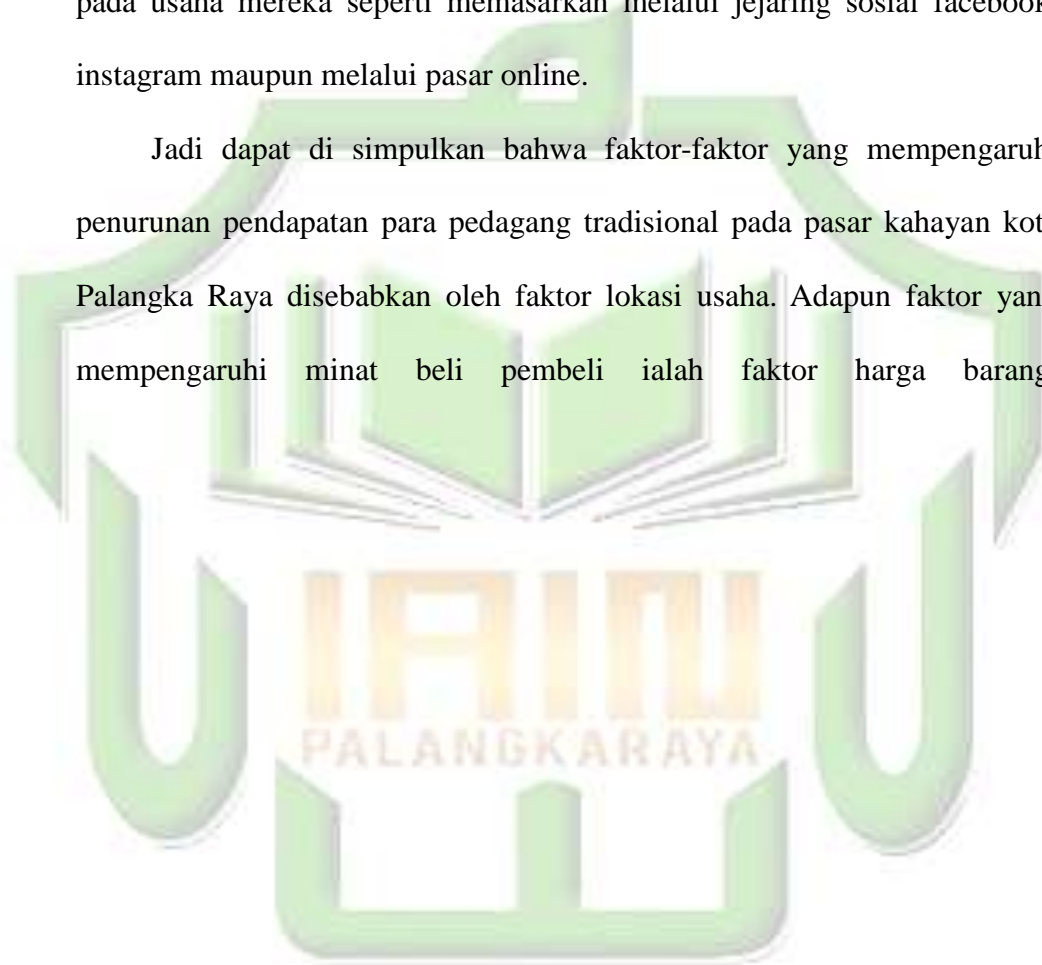 pada usaha mereka seperti memasarkan melalui jejaring sosial facebook
instagram maupun melalui pasar online.
Jadi dapat di simpulkan bahwa faktor-faktor yang mempengaruh
penurunan pendapatan para pedagang tradisional pada pasar kahayan kot
Palangka Raya disebabkan oleh faktor lokasi usaha. Adapun faktor yan
mempengaruhi minat beli pembeli ialah faktor harga barang
IAIN
PALANGKARAYA